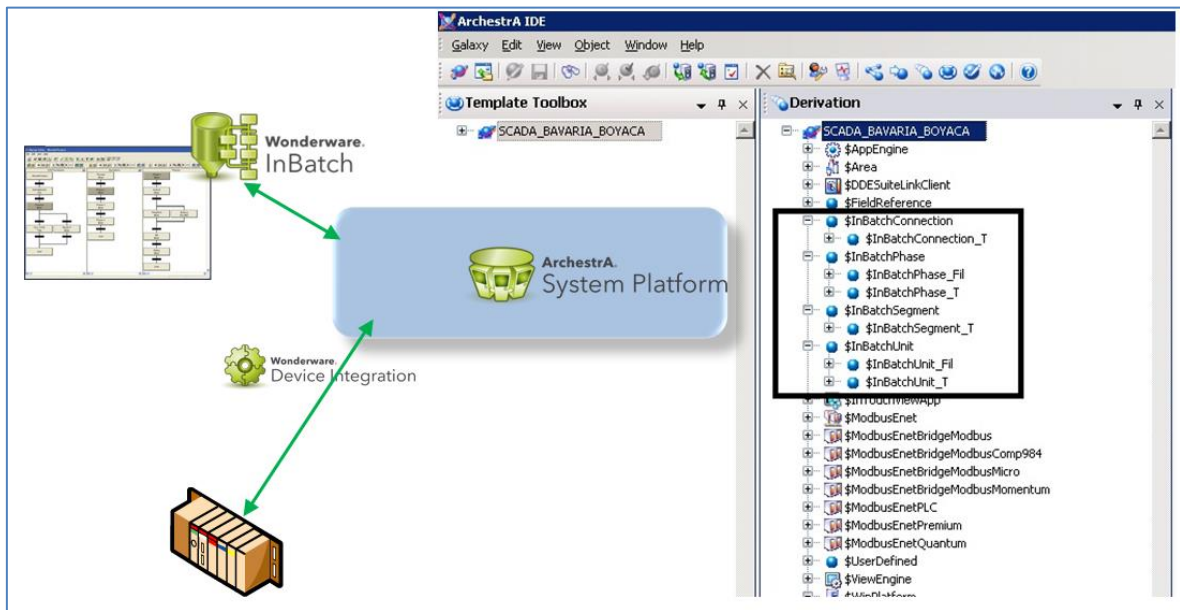 ArchestrA IDE
Galaxy Edit View Object Window Help
Template Toolbox
SCADA_BAVARIA_BOYACA
Derivation
SCADA_BAVARIA_BOYACA
$AppEngine
$Area
$DDESuiteLinkClient
$FieldReference
$InBatchConnection
$InBatchConnection_T
$InBatchPhase
$InBatchPhase_Fil
$InBatchPhase_T
$InBatchSegment
$InBatchSegment_T
$InBatchUnit
$InBatchUnit_Fil
$InBatchUnit_T
$InTouchViewApp
$ModbusEnet
$ModbusEnetBridgeModbus
$ModbusEnetBridgeModbusComp984
$ModbusEnetBridgeModbusMicro
$ModbusEnetBridgeModbusMomentum
$ModbusEnetPLC
$ModbusEnetPremium
$ModbusEnetQuantum
$UserDefined
$ViewEngine
$WinPlatform
Wonderware.
InBatch
ArchestrA.
System Platform
Wonderware.
Device Integration